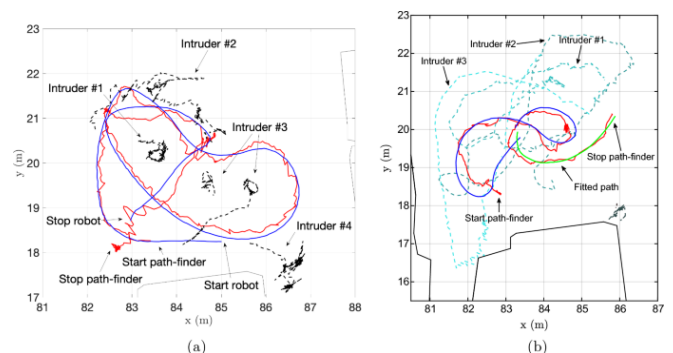 23
22
21
20
19
18
17
81 82 83 84 85 86 87 88
y (m)
x (m)
Intruder #2
Intruder #1
Intruder #3
Intruder #4
Stop robot
Start path-finder
Stop path-finder
Start robot
(a)
23
22
21
20
19
18
17
16
81 82 83 84 85 86 87
y (m)
x (m)
Intruder #2
Intruder #1
Intruder #3
Stop path-finder
Fitted path
Start path-finder
(b)